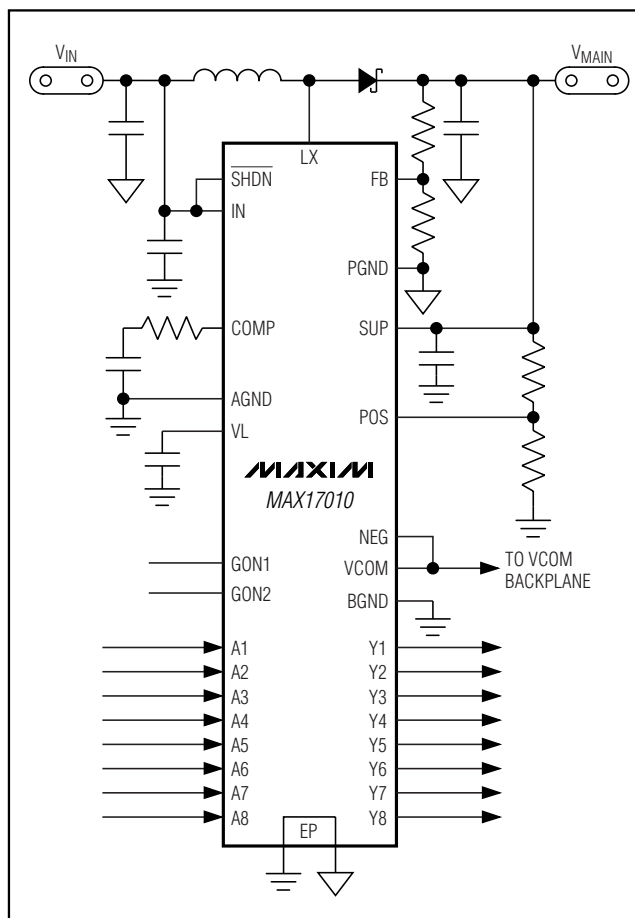 VIN
VMAIN
LX
SHDN
FB
IN
PGND
COMP
SUP
AGND
POS
VL
MAXIM
MAX17010
NEG
GON1
VCOM
TO VCOM
BACKPLANE
GON2
BGND
A1
Y1
A2
Y2
A3
Y3
A4
Y4
A5
Y5
A6
Y6
A7
Y7
A8
Y8
EP